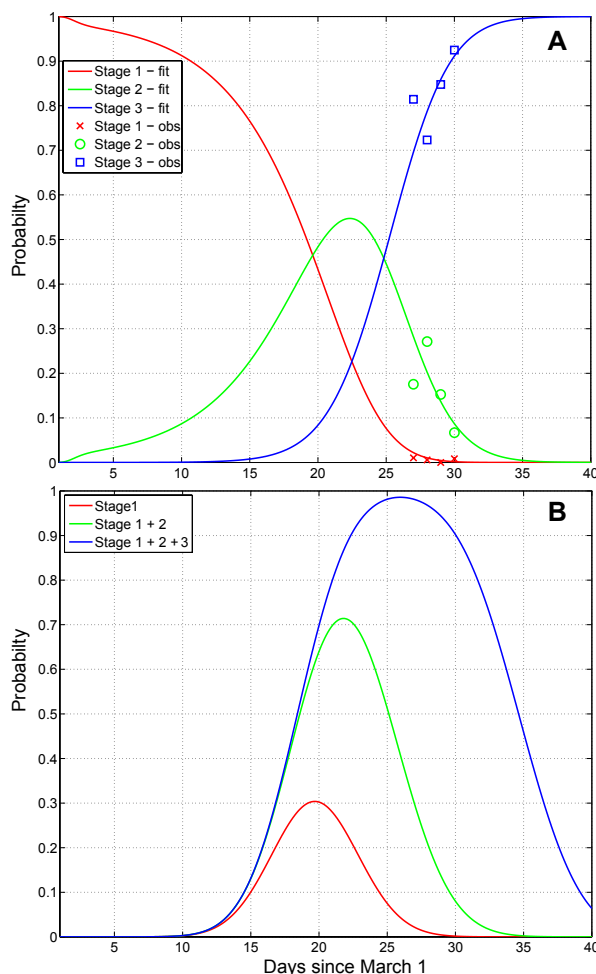 A
1
0.9
0.8
0.7
0.6
0.5
0.4
0.3
0.2
0.1
0
Probabilty
Stage 1 − fit
Stage 2 − fit
Stage 3 − fit
Stage 1 − obs
Stage 2 − obs
Stage 3 − obs
5 10 15 20 25 30 35 40
B
1
0.9
0.8
0.7
0.6
0.5
0.4
0.3
0.2
0.1
0
Probabilty
Stage1
Stage 1 + 2
Stage 1 + 2 + 3
5 10 15 20 25 30 35 40
Days since March 1